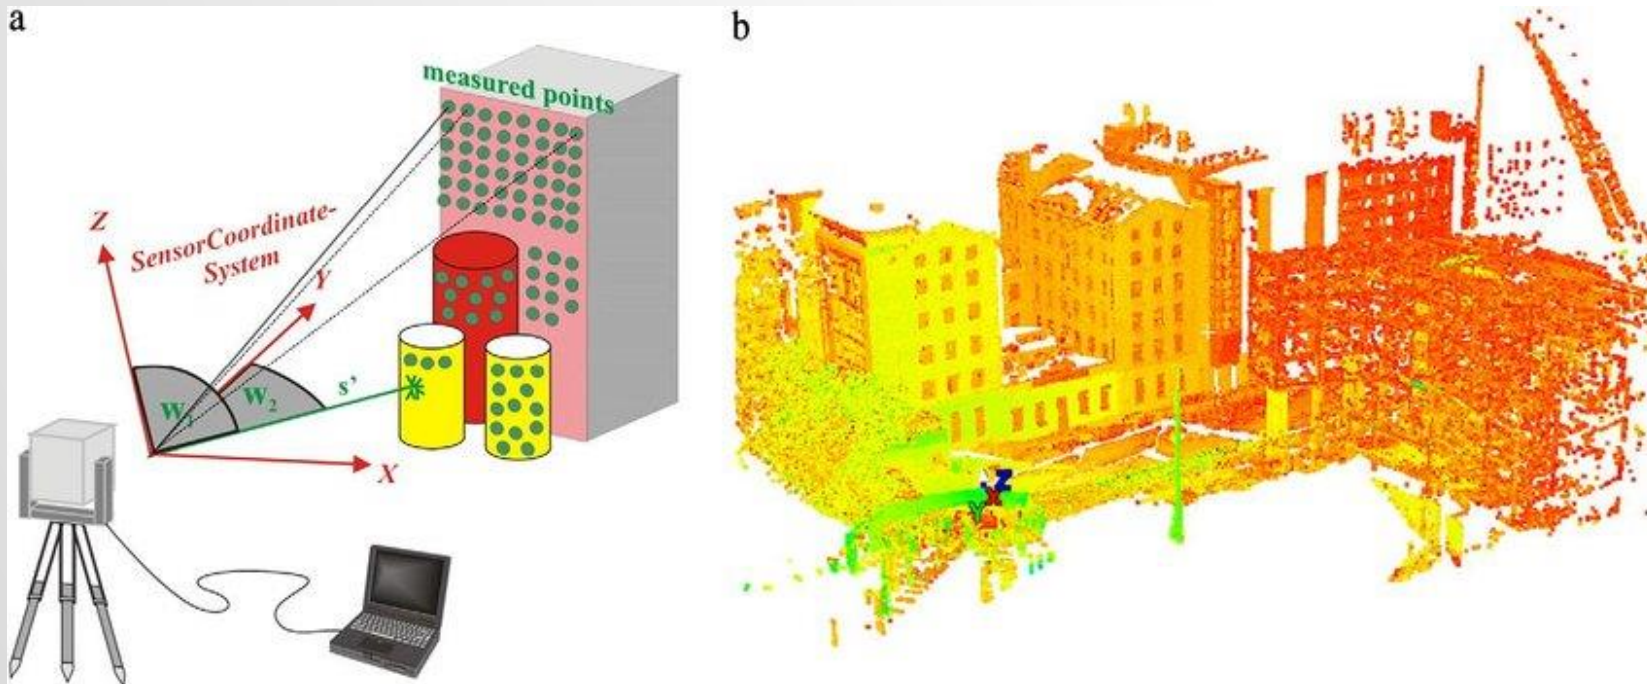 a
measured points
Z
SensorCoordinate-
System
Y
W₁
W₂
s’
X
b
Z
X
Y